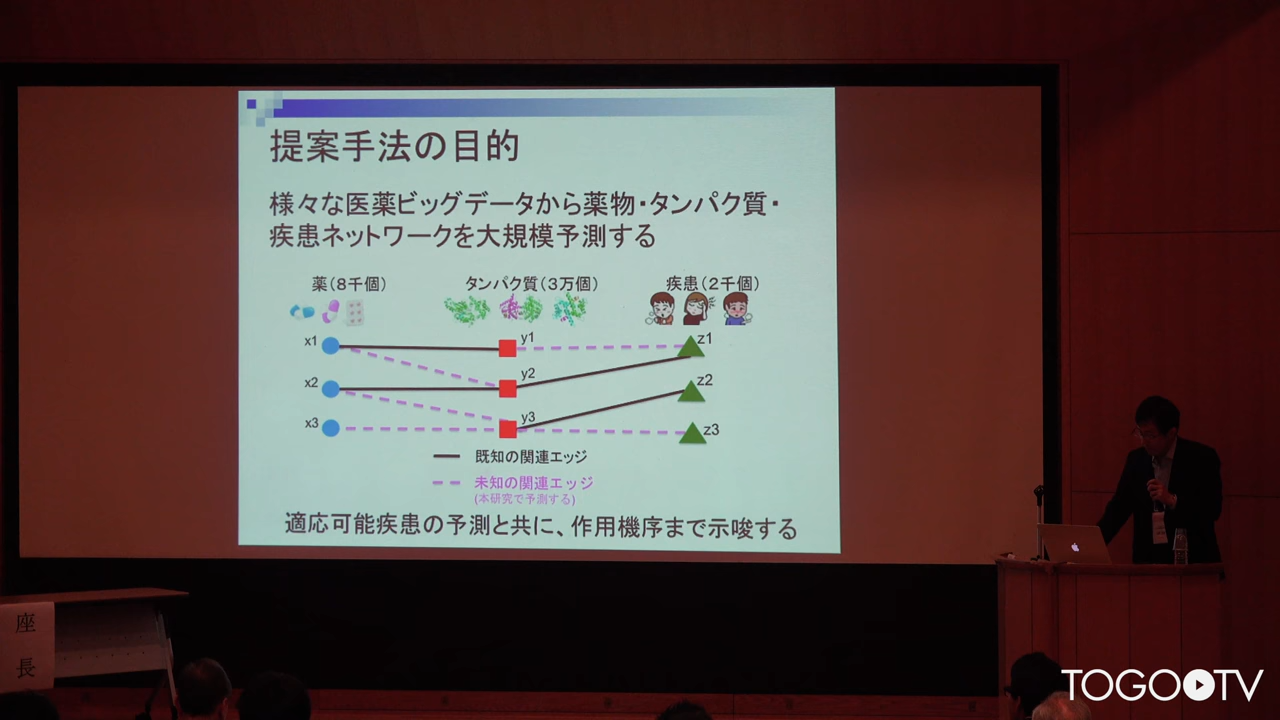 提案手法の目的
様々な医薬ビッグデータから薬物・タンパク質・
疾患ネットワークを大規模予測する
薬(8千個)
タンパク質(3万個)
疾患(2千個)
x1
y1
z1
x2
y2
z2
x3
y3
z3
既知の関連エッジ
未知の関連エッジ
(本研究で予測する)
適応可能疾患の予測と共に、作用機序まで示唆する
座長
TOGOTV